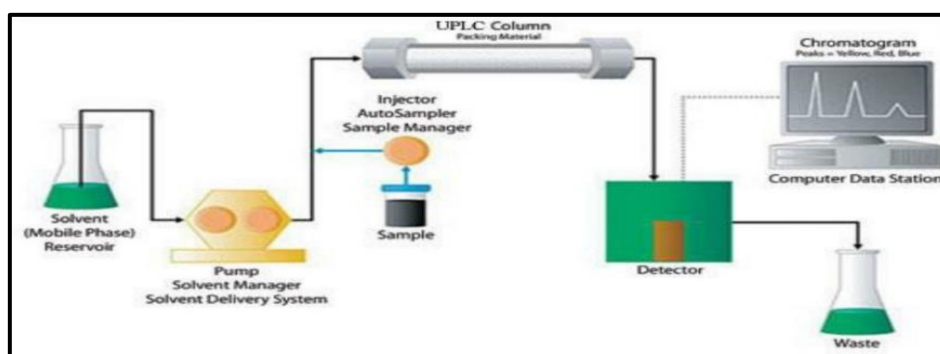 UPLC Column
Packing Material
Chromatogram
Peaks = Yellow, Red, Blue
Injector
AutoSampler
Sample Manager
Computer Data Station
Solvent
(Mobile Phase)
Reservoir
Sample
Pump
Solvent Manager
Solvent Delivery System
Detector
Waste